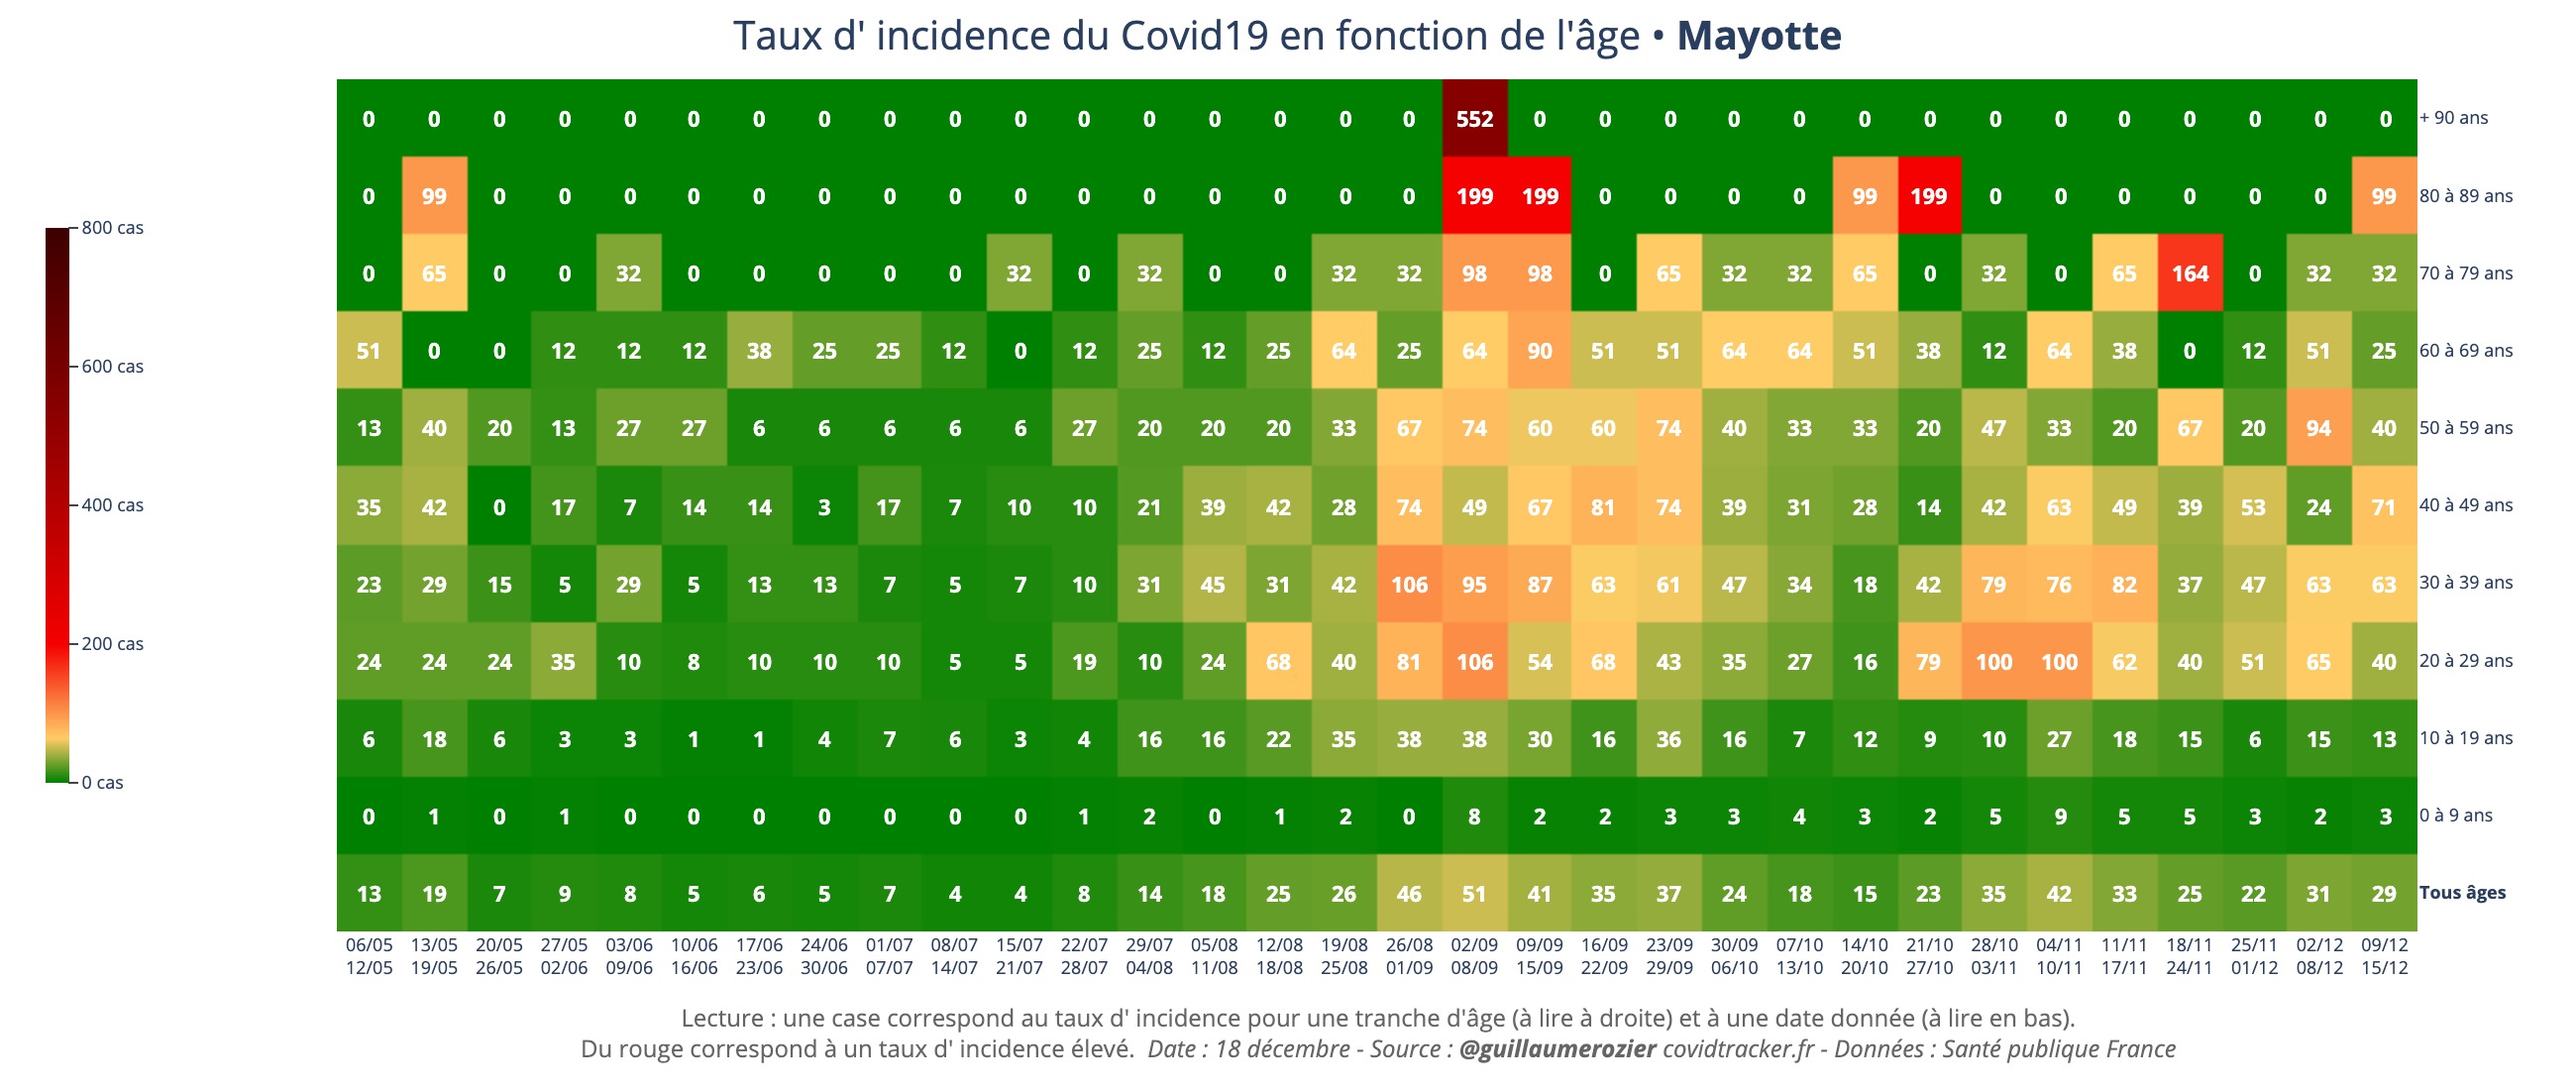 Taux d' incidence du Covid19 en fonction de l'âge • Mayotte
800 cas
600 cas
400 cas
200 cas
0 cas
0 0 0 0 0 0 0 0 0 0 0 0 0 0 0 0 0 552 0 0 0 0 0 0 0 0 0 0 0 0 0 0 + 90 ans
0 99 0 0 0 0 0 0 0 0 0 0 0 0 0 0 0 199 199 0 0 0 0 99 199 0 0 0 0 0 0 99 80 à 89 ans
0 65 0 0 32 0 0 0 0 0 32 0 32 0 0 32 32 98 98 0 65 32 32 65 0 32 0 65 164 0 32 32 70 à 79 ans
51 0 0 12 12 12 38 25 25 12 0 12 25 12 25 64 25 64 90 51 51 64 64 51 38 12 64 38 0 12 51 25 60 à 69 ans
13 40 20 13 27 27 6 6 6 6 6 27 20 20 20 33 67 74 60 60 74 40 33 33 20 47 33 20 67 20 94 40 50 à 59 ans
35 42 0 17 7 14 14 3 17 7 10 10 21 39 42 28 74 49 67 81 74 39 31 28 14 42 63 49 39 53 24 71 40 à 49 ans
23 29 15 5 29 5 13 13 7 5 7 10 31 45 31 42 106 95 87 63 61 47 34 18 42 79 76 82 37 47 63 63 30 à 39 ans
24 24 24 35 10 8 10 10 10 5 5 19 10 24 68 40 81 106 54 68 43 35 27 16 79 100 100 62 40 51 65 40 20 à 29 ans
6 18 6 3 3 1 1 4 7 6 3 4 16 16 22 35 38 38 30 16 36 16 7 12 9 10 27 18 15 6 15 13 10 à 19 ans
0 1 0 1 0 0 0 0 0 0 0 1 2 0 1 2 0 8 2 2 3 3 4 3 2 5 9 5 5 3 2 3 0 à 9 ans
13 19 7 9 8 5 6 5 7 4 4 8 14 18 25 26 46 51 41 35 37 24 18 15 23 35 42 33 25 22 31 29 Tous âges
06/05 13/05 20/05 27/05 03/06 10/06 17/06 24/06 01/07 08/07 15/07 22/07 29/07 05/08 12/08 19/08 26/08 02/09 09/09 16/09 23/09 30/09 07/10 14/10 21/10 28/10 04/11 11/11 18/11 25/11 02/12 09/12
12/05 19/05 26/05 02/06 09/06 16/06 23/06 30/06 07/07 14/07 21/07 28/07 04/08 11/08 18/08 25/08 01/09 08/09 15/09 22/09 29/09 06/10 13/10 20/10 27/10 03/11 10/11 17/11 24/11 01/12 08/12 15/12
Lecture : une case correspond au taux d' incidence pour une tranche d'âge (à lire à droite) et à une date donnée (à lire en bas).
Du rouge correspond à un taux d' incidence élevé. Date : 18 décembre - Source : @guillaumerozier covidtracker.fr - Données : Santé publique France